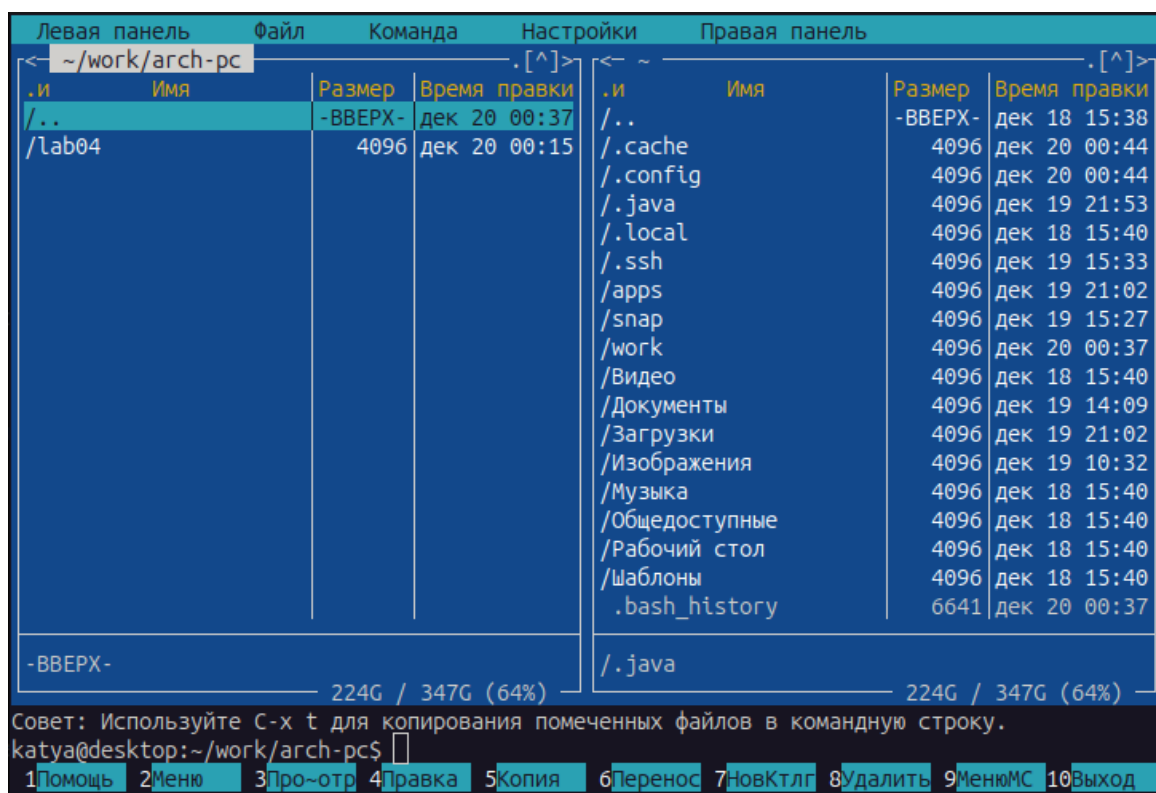 Левая панель Файл Команда Настройки Правая панель
<─ ~/work/arch-pc ─.[^]> <─ ~ ─.[^]>
.и Имя Размер Время правки .и Имя Размер Время правки
/.. -ВВЕРХ- дек 20 00:37 /.. -ВВЕРХ- дек 18 15:38
/lab04 4096 дек 20 00:15 /.cache 4096 дек 20 00:44
/.config 4096 дек 20 00:44
/.java 4096 дек 19 21:53
/.local 4096 дек 18 15:40
/.ssh 4096 дек 19 15:33
/apps 4096 дек 19 21:02
/snap 4096 дек 19 15:27
/work 4096 дек 20 00:37
/Видео 4096 дек 18 15:40
/Документы 4096 дек 19 14:09
/Загрузки 4096 дек 19 21:02
/Изображения 4096 дек 19 10:32
/Музыка 4096 дек 18 15:40
/Общедоступные 4096 дек 18 15:40
/Рабочий стол 4096 дек 18 15:40
/Шаблоны 4096 дек 18 15:40
.bash_history 6641 дек 20 00:37
-ВВЕРХ- /.java
224G / 347G (64%) 224G / 347G (64%)
Совет: Используйте C-x t для копирования помеченных файлов в командную строку.
katya@desktop:~/work/arch-pc$
1Помощь 2Меню 3Про~отр 4Правка 5Копия 6Перенос 7НовКтлг 8Удалить 9МенюMC 10Выход